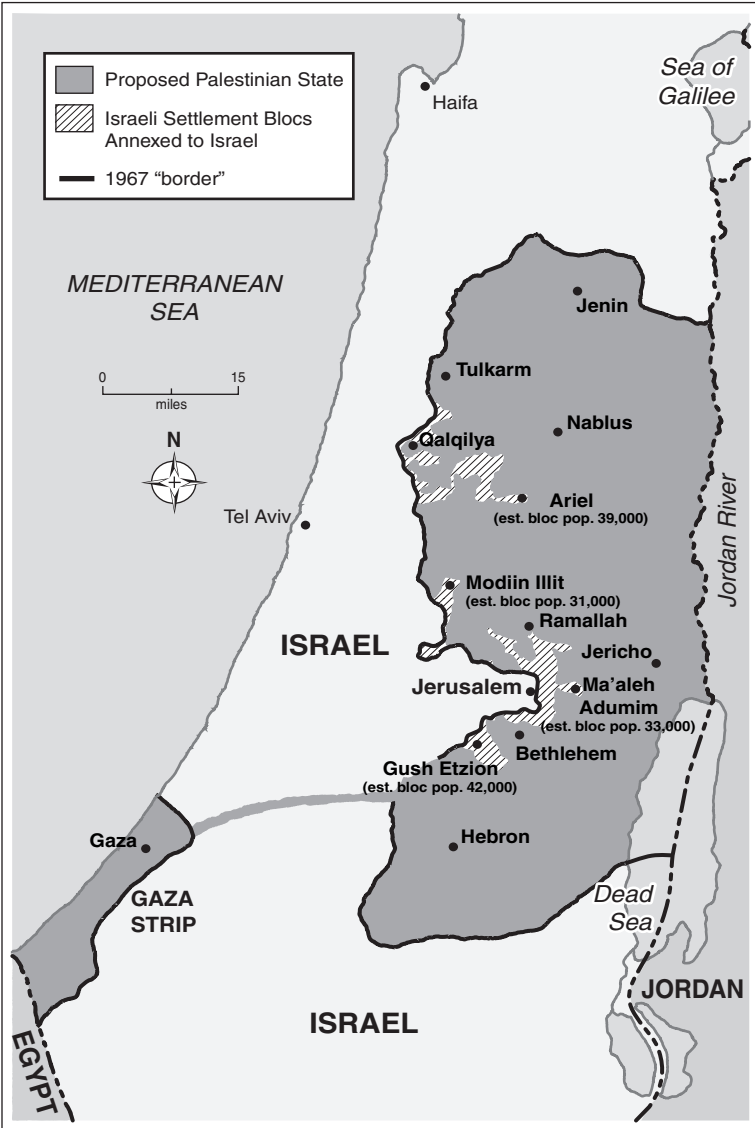 Proposed Palestinian State
Israeli Settlement Blocs
Annexed to Israel
1967 “border”
Sea of
Galilee
Haifa
MEDITERRANEAN
SEA
Jenin
0 15
miles
Tulkarm
N
Qalqilya
Nablus
Ariel
(est. bloc pop. 39,000)
Tel Aviv
Jordan River
Modiin Illit
(est. bloc pop. 31,000)
Ramallah
ISRAEL
Jericho
Jerusalem
Ma’aleh
Adumim
(est. bloc pop. 33,000)
Bethlehem
Gush Etzion
(est. bloc pop. 42,000)
Gaza
Hebron
GAZA
STRIP
Dead
Sea
JORDAN
ISRAEL
EGYPT